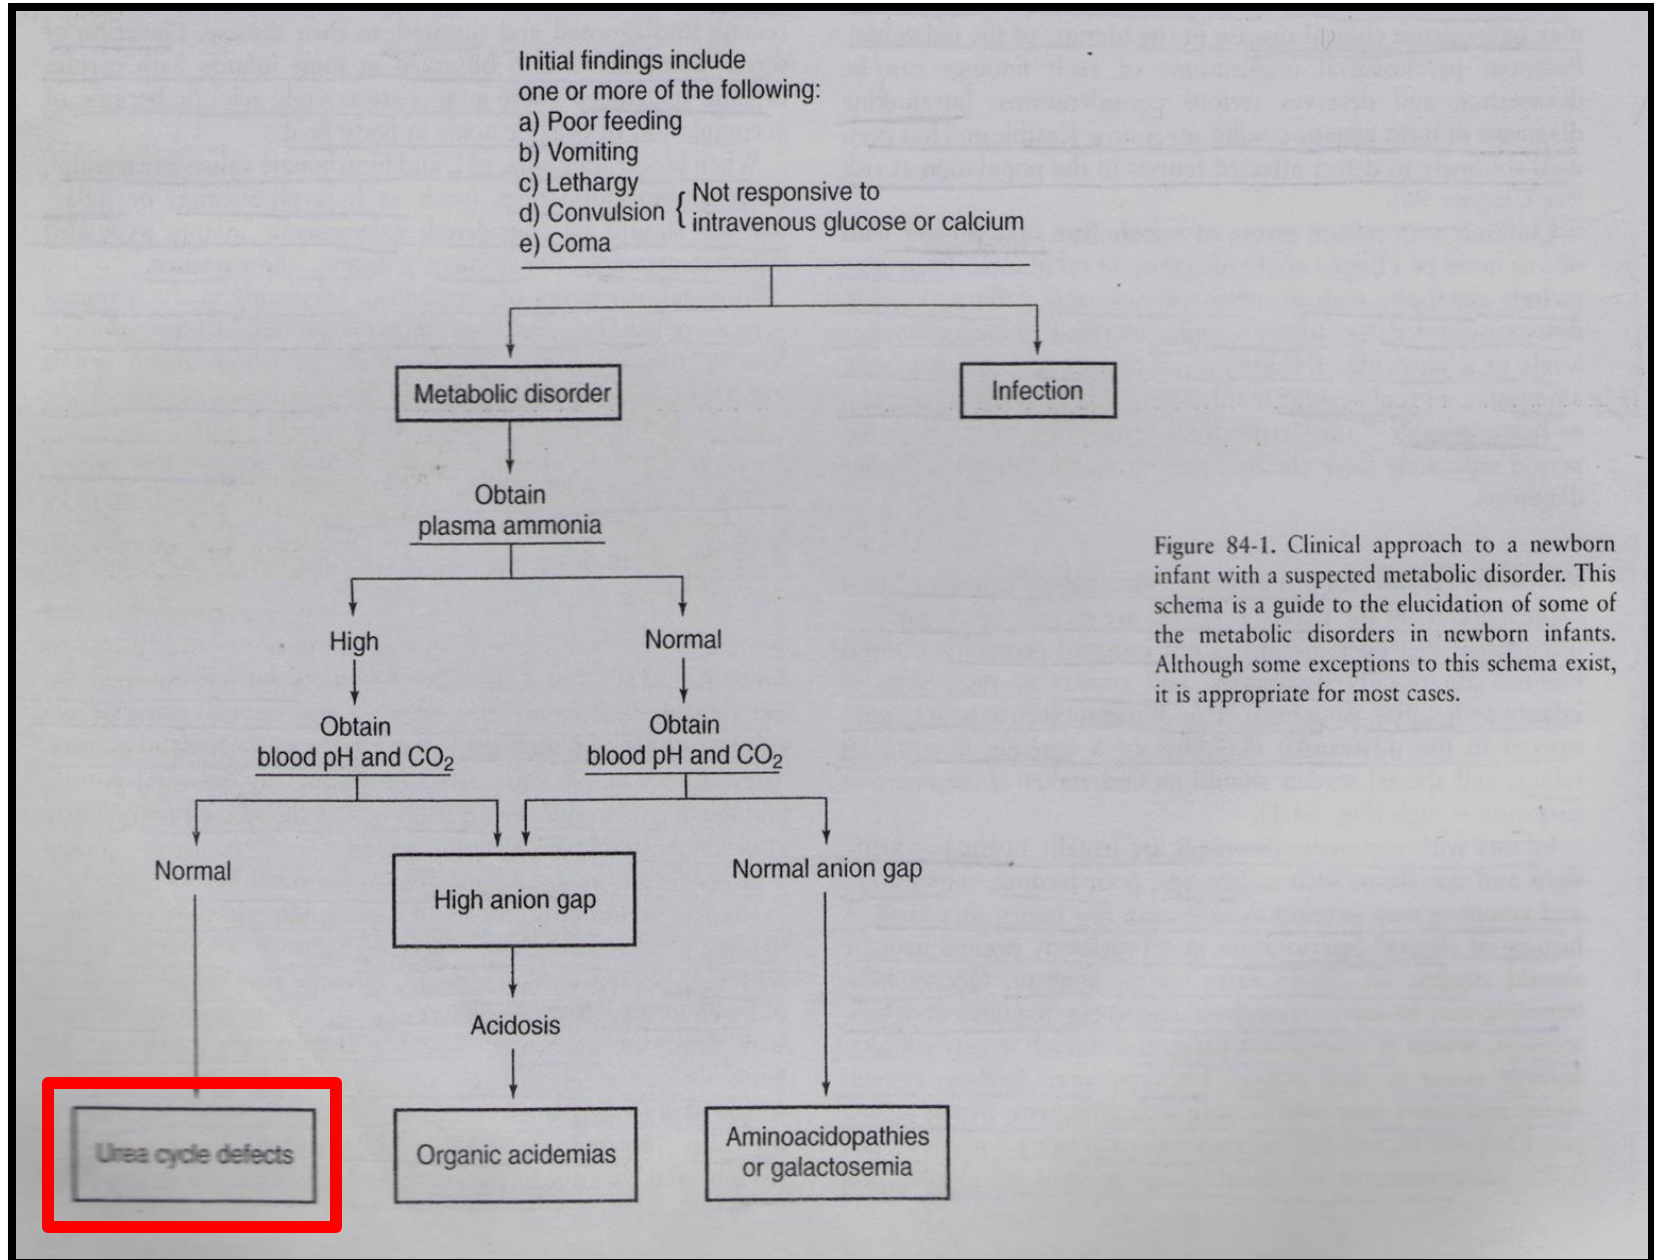 Initial findings include
one or more of the following:
a) Poor feeding
b) Vomiting
c) Lethargy
d) Convulsion { Not responsive to
intravenous glucose or calcium
e) Coma
Metabolic disorder
Infection
Obtain
plasma ammonia
High
Normal
Obtain
blood pH and CO₂
Obtain
blood pH and CO₂
Normal
High anion gap
Normal anion gap
Acidosis
Urea cycle defects
Organic acidemias
Aminoacidopathies
or galactosemia
Figure 84-1. Clinical approach to a newborn
infant with a suspected metabolic disorder. This
schema is a guide to the elucidation of some of
the metabolic disorders in newborn infants.
Although some exceptions to this schema exist,
it is appropriate for most cases.